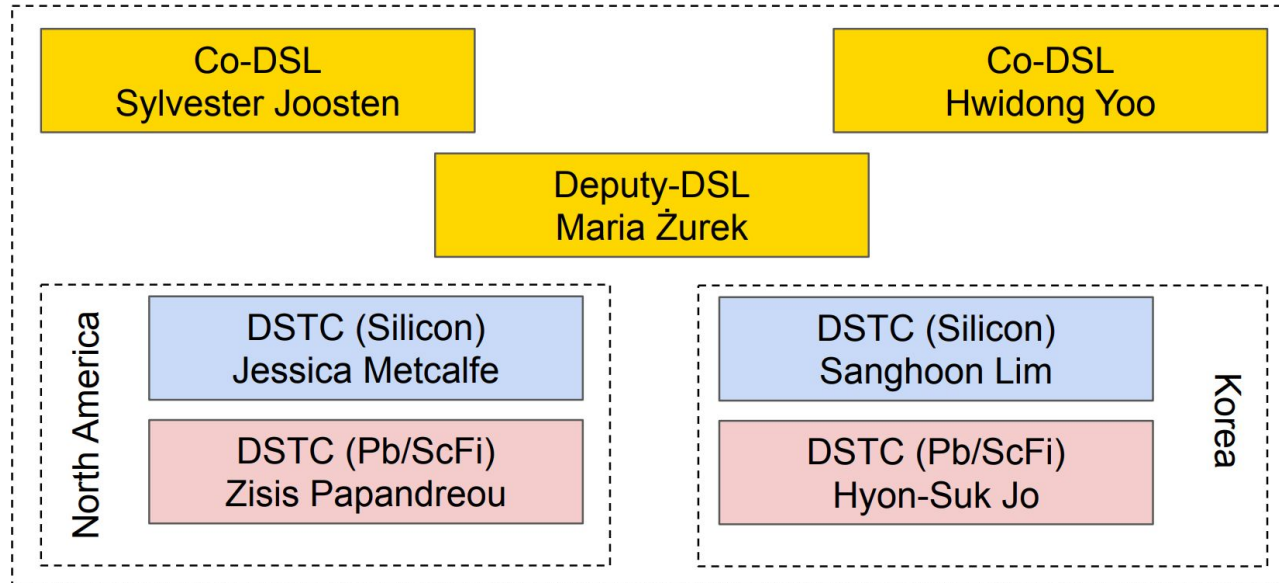 Co-DSL
Sylvester Joosten
Co-DSL
Hwidong Yoo
Deputy-DSL
Maria Żurek
North America
DSTC (Silicon)
Jessica Metcalfe
DSTC (Pb/ScFi)
Zisis Papandreou
DSTC (Silicon)
Sanghoon Lim
DSTC (Pb/ScFi)
Hyon-Suk Jo
Korea